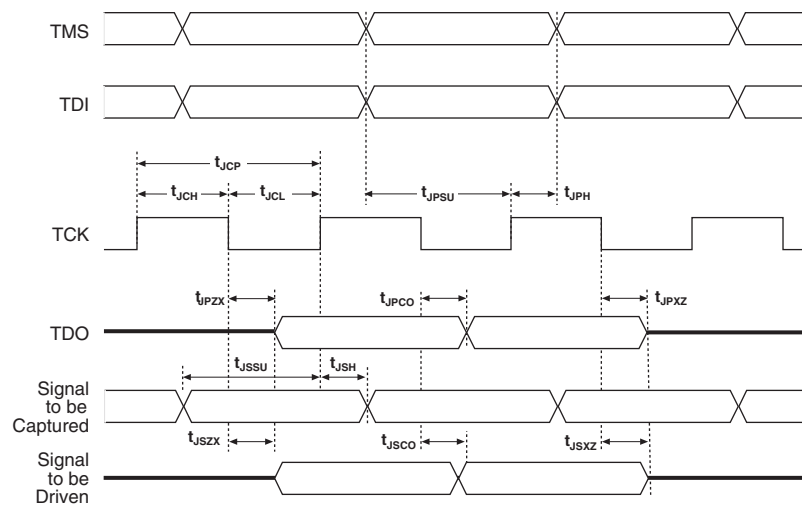 TMS
TDI
tJCP
tJCH
tJCL
tJPSU
tJPH
TCK
tJPZX
tJPCO
tJPXZ
TDO
tJSSU
tJSH
Signal
to be
Captured
tJSZX
tJSCO
tJSXZ
Signal
to be
Driven